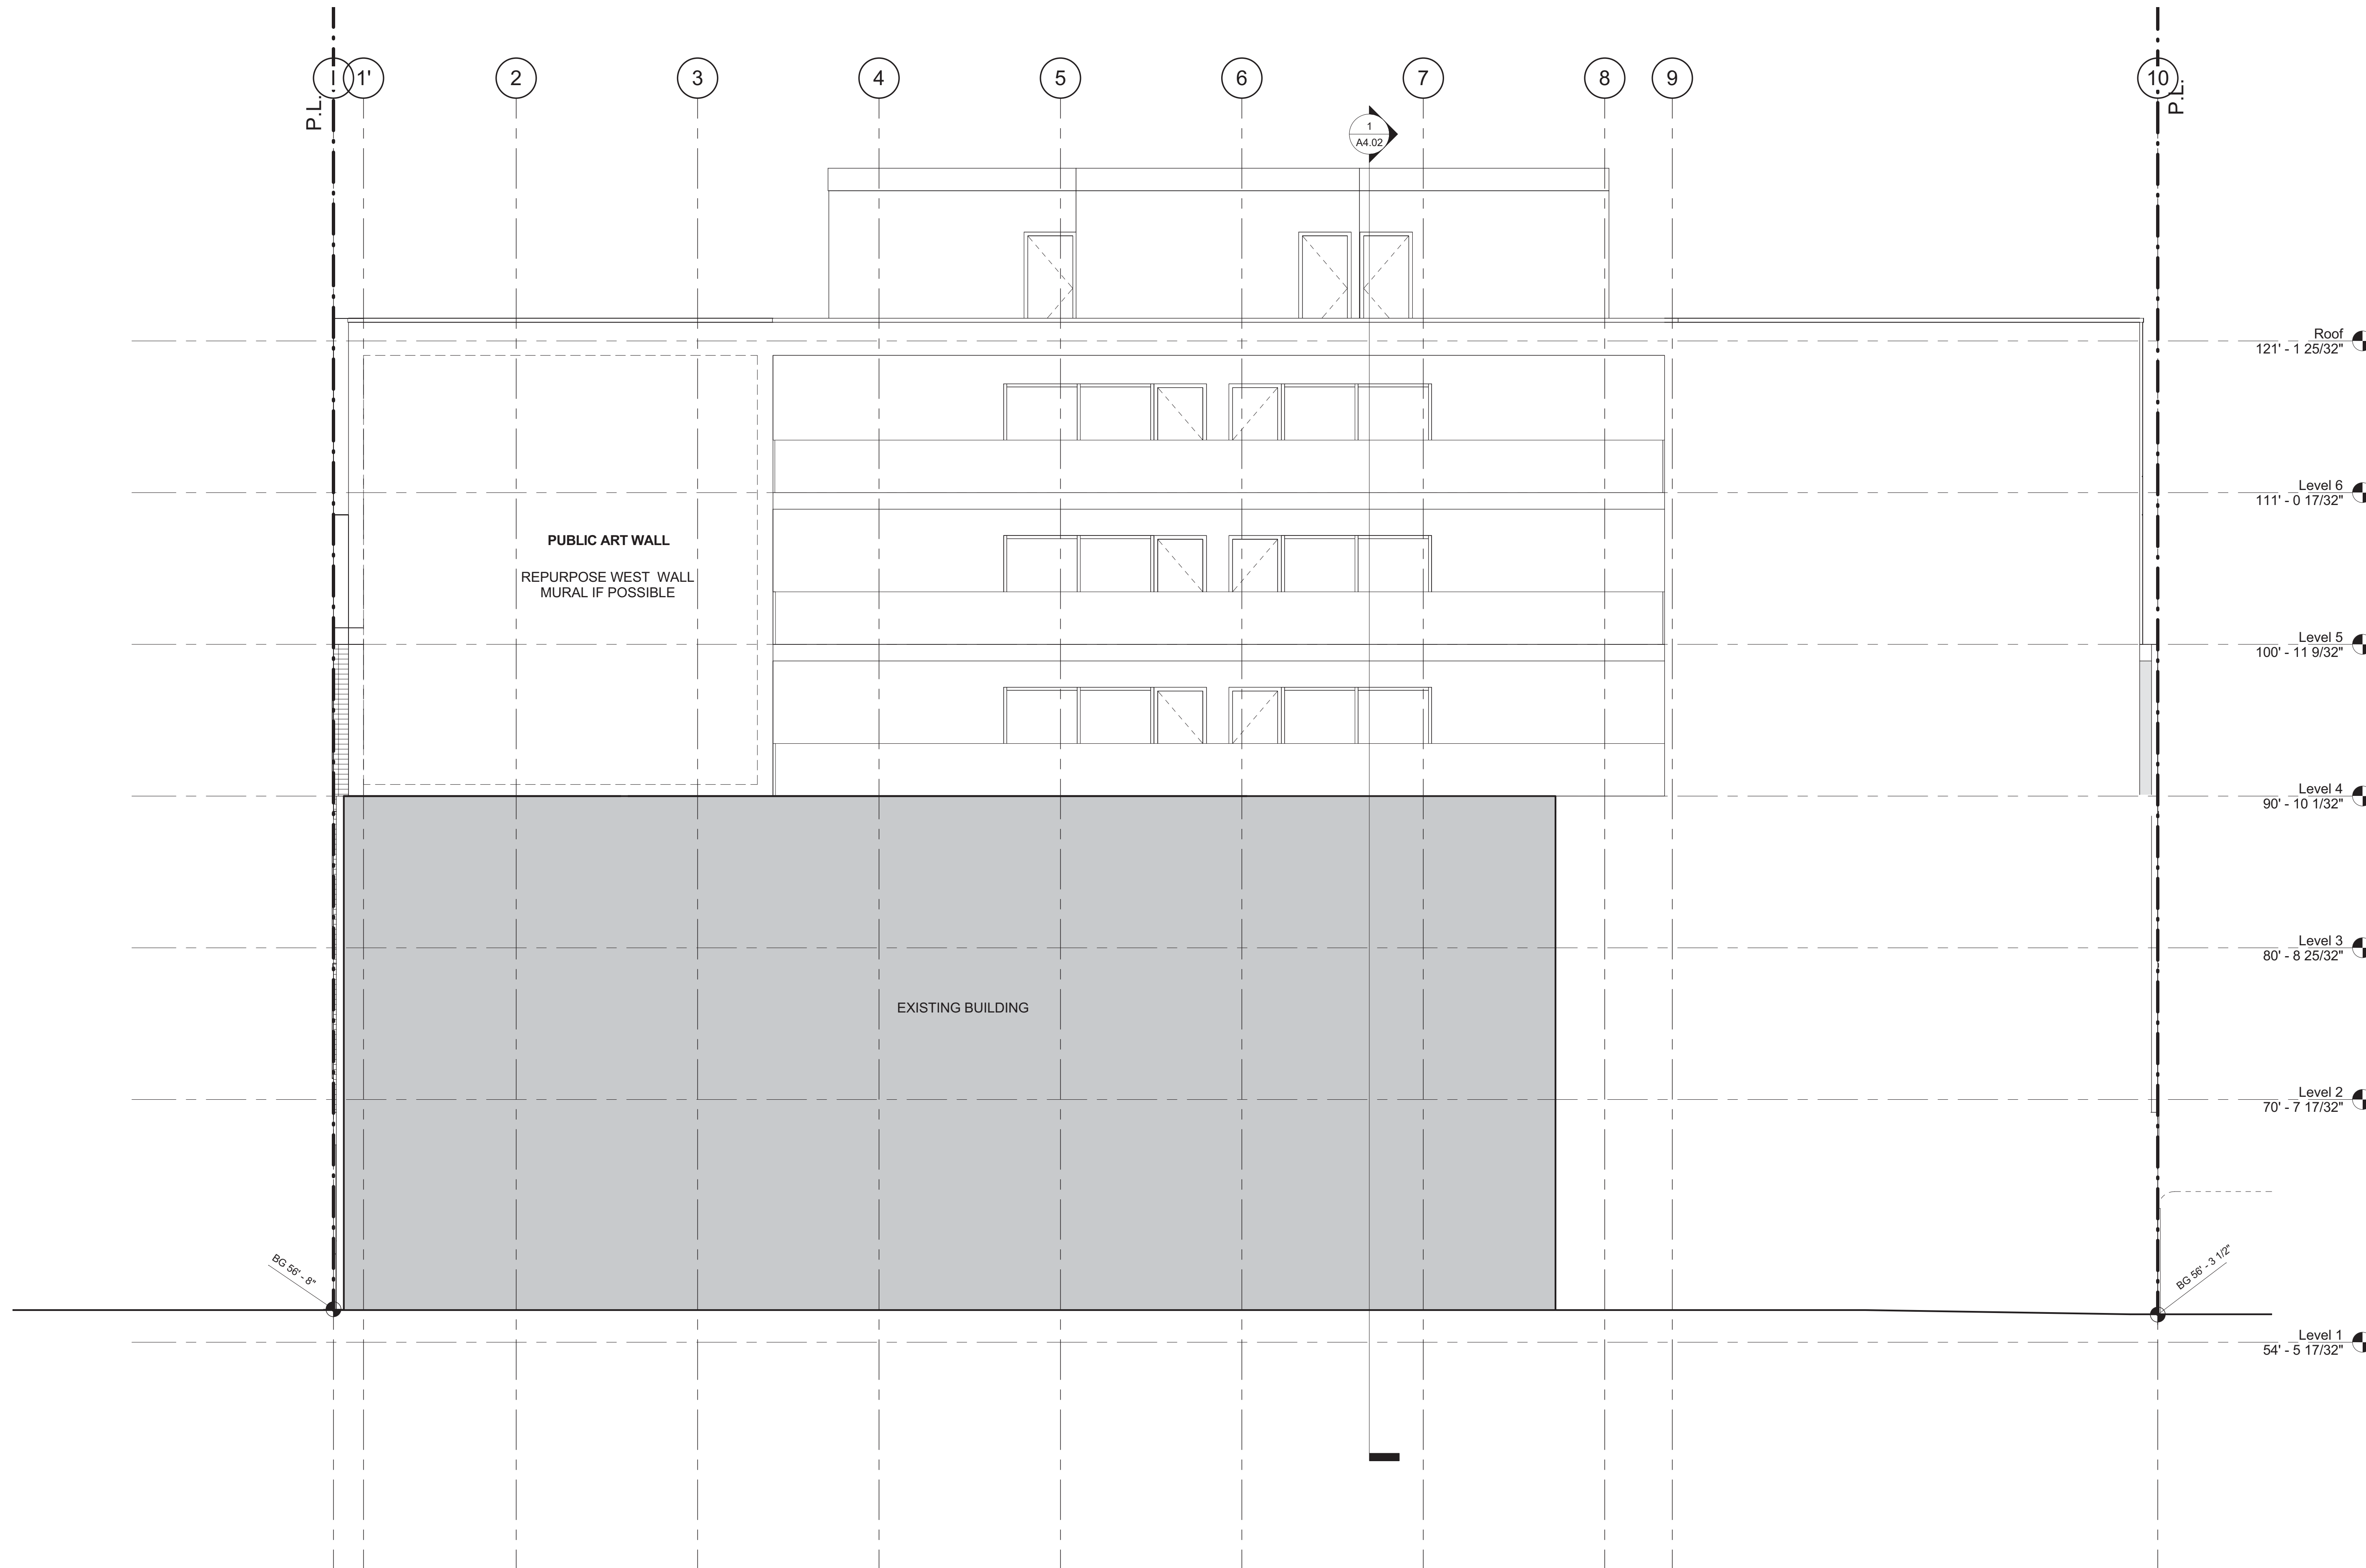 1'
2
3
4
5
6
7
8
9
10
P.L.
P.L.
1
A4.02
Roof
121' - 1 25/32"
Level 6
111' - 0 17/32"
PUBLIC ART WALL
REPURPOSE WEST WALL
MURAL IF POSSIBLE
Level 5
100' - 11 9/32"
Level 4
90' - 10 1/32"
Level 3
80' - 8 25/32"
EXISTING BUILDING
Level 2
70' - 7 17/32"
BG 56' - 8"
BG 56' - 3 1/2"
Level 1
54' - 5 17/32"